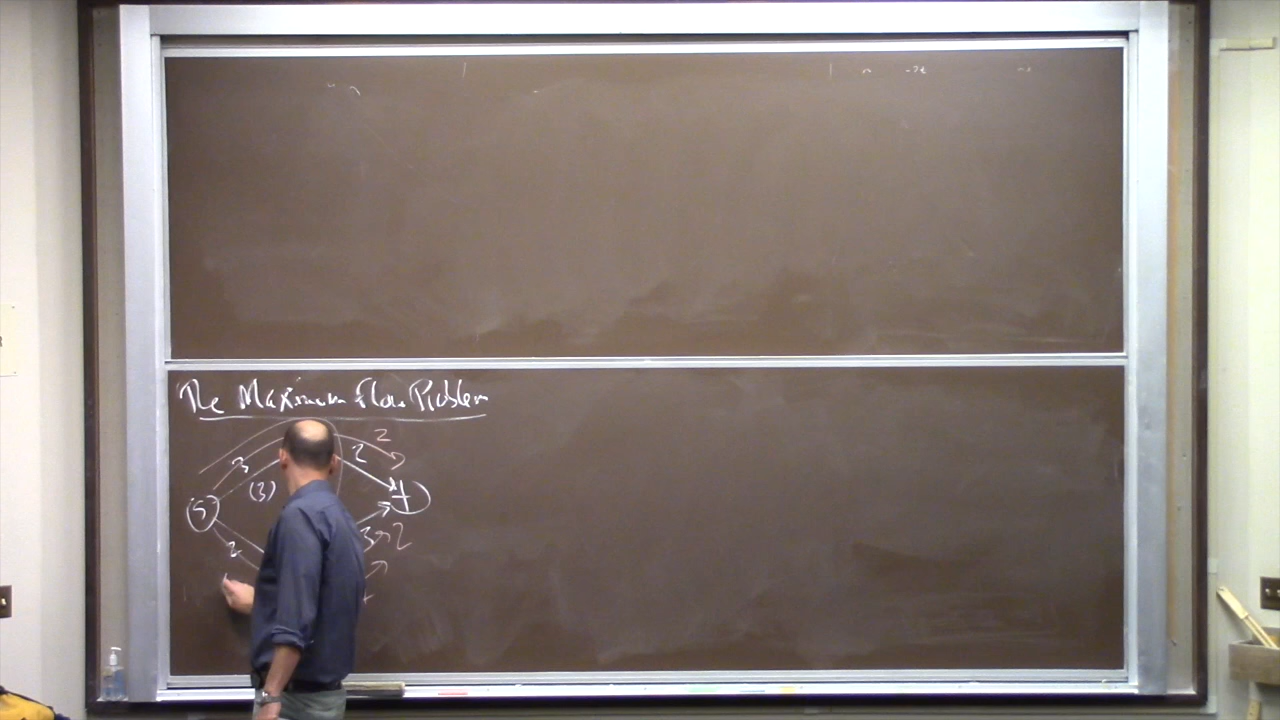 The Maximum Flow Problem
2
3 2
(3)
s t
3 → 2
2